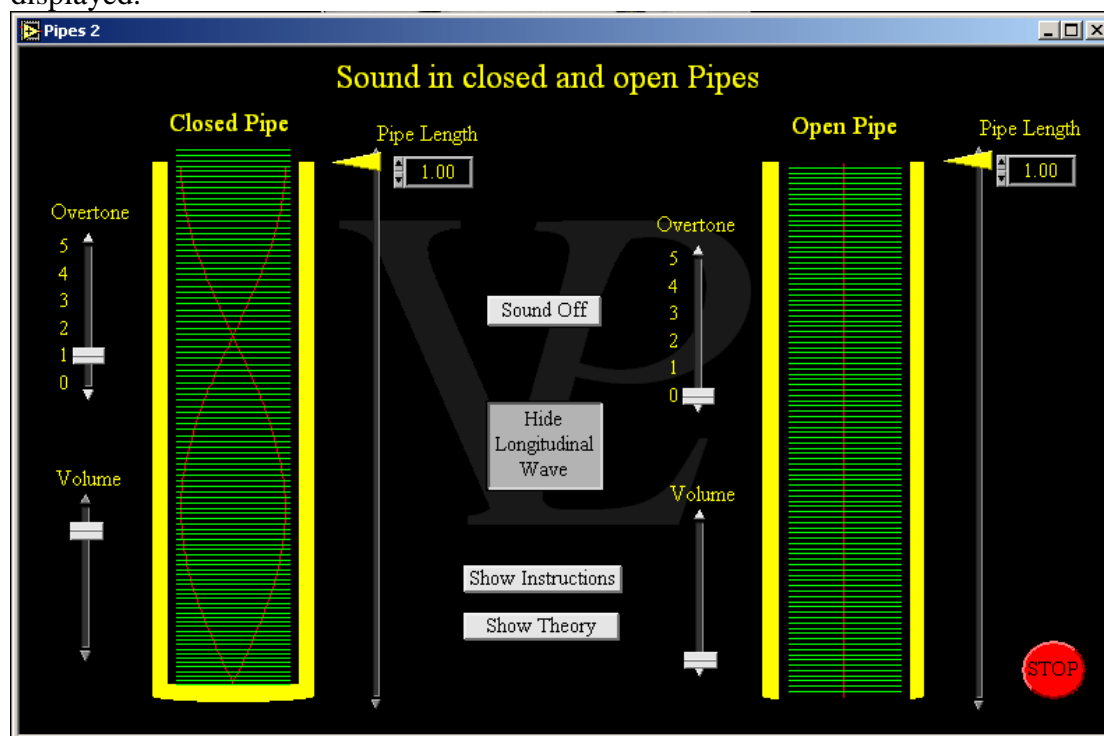 displayed.
Pipes 2
Sound in closed and open Pipes
Closed Pipe
Pipe Length
1.00
Overtone
5
4
3
2
1
0
Volume
Sound Off
Hide
Longitudinal
Wave
Show Instructions
Show Theory
Open Pipe
Pipe Length
1.00
Overtone
5
4
3
2
1
0
Volume
STOP
VP